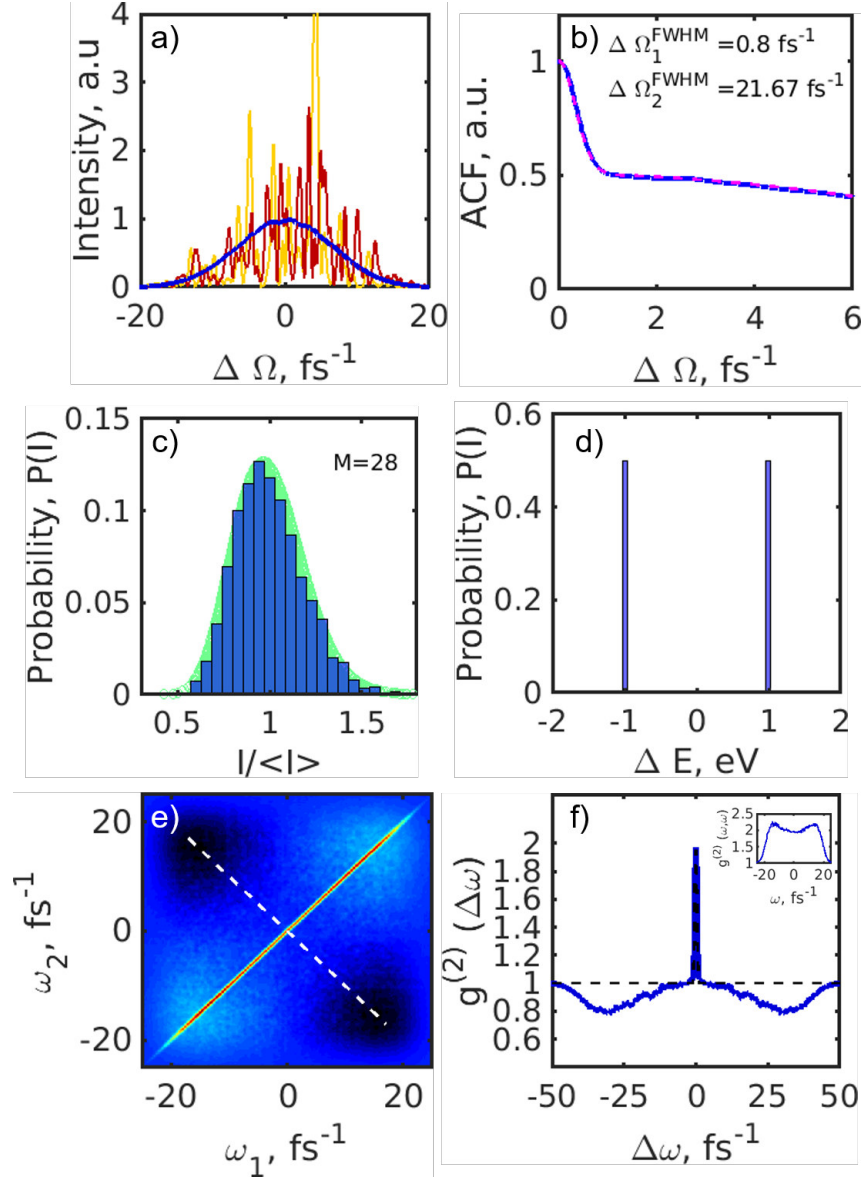 a)
Intensity, a.u
4
3
2
1
0
-20
0
20
Δ Ω, fs-1
b)
Δ Ω1FWHM =0.8 fs-1
Δ Ω2FWHM =21.67 fs-1
ACF, a.u.
1
0.5
0
0
2
4
6
Δ Ω, fs-1
c)
M=28
Probability, P(I)
0.15
0.1
0.05
0
0.5
1
1.5
I/<I>
d)
Probability, P(I)
0.6
0.4
0.2
0
-2
-1
0
1
2
Δ E, eV
e)
ω2, fs-1
20
0
-20
-20
0
20
ω1, fs-1
f)
g(2) (Δω)
2
1.8
1.6
1.4
1.2
1
0.8
0.6
-50
-25
0
25
50
Δω, fs-1
g(2) (ω,ω)
2.5
2
1.5
1
-20
0
20
ω, fs-1